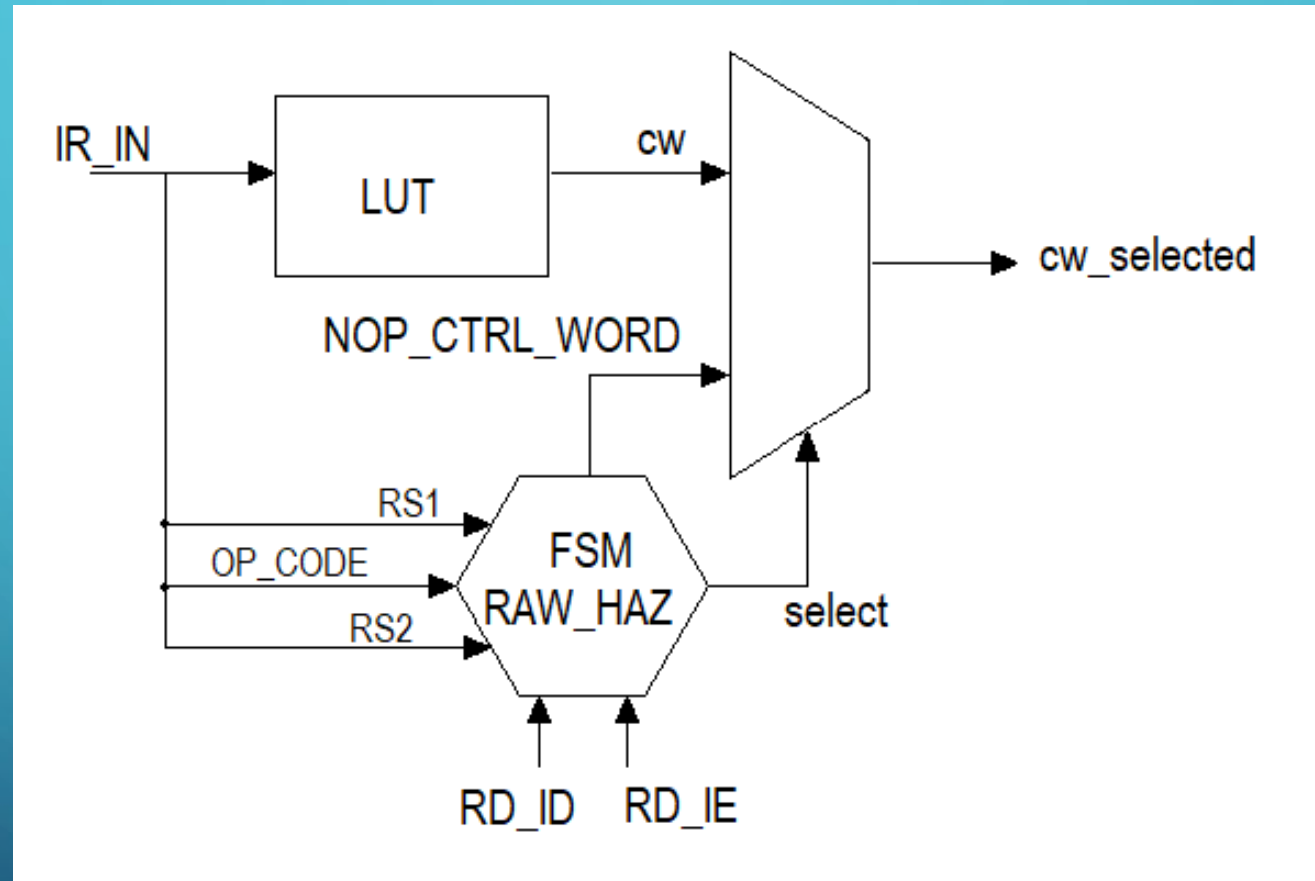 IR_IN
LUT
cw
cw_selected
NOP_CTRL_WORD
RS1
OP_CODE
RS2
FSM
RAW_HAZ
select
RD_ID
RD_IE